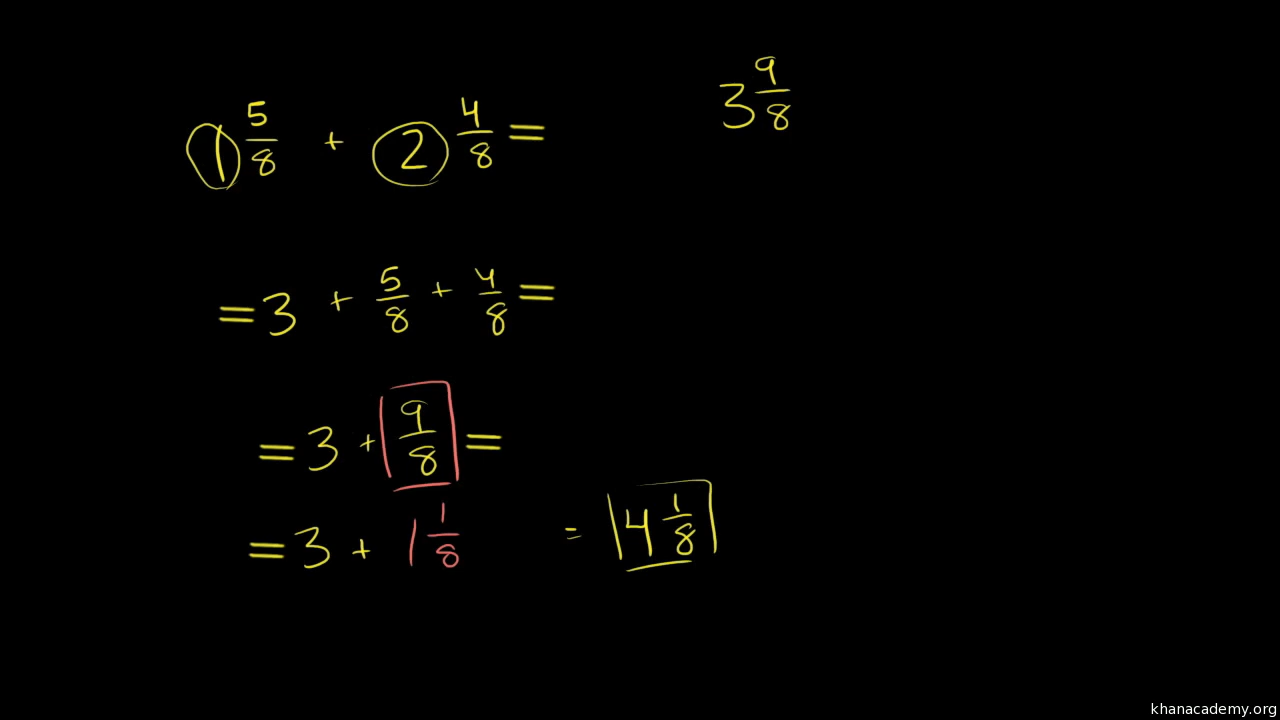 1 5/8 + 2 4/8 =
3 9/8
= 3 + 5/8 + 4/8 =
= 3 + 9/8 =
= 3 + 1 1/8 = 4 1/8
khanacademy.org